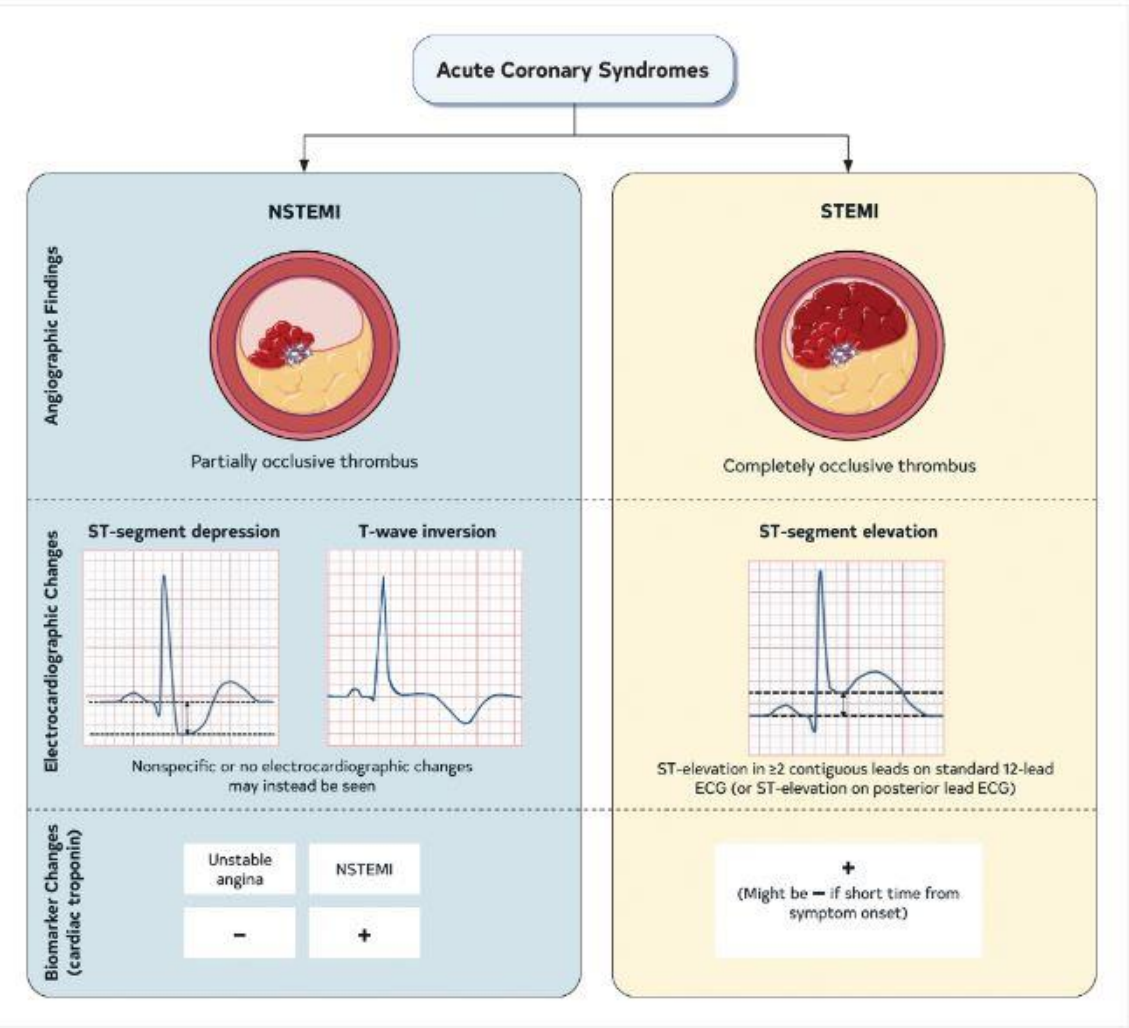 Acute Coronary Syndromes
NSTEMI
STEMI
Angiographic Findings
Partially occlusive thrombus
Completely occlusive thrombus
Electrocardiographic Changes
ST-segment depression
T-wave inversion
ST-segment elevation
Nonspecific or no electrocardiographic changes
may instead be seen
ST-elevation in ≥2 contiguous leads on standard 12-lead
ECG (or ST-elevation on posterior lead ECG)
Biomarker Changes
(cardiac troponin)
Unstable
angina
NSTEMI
–
+
+
(Might be – if short time from
symptom onset)